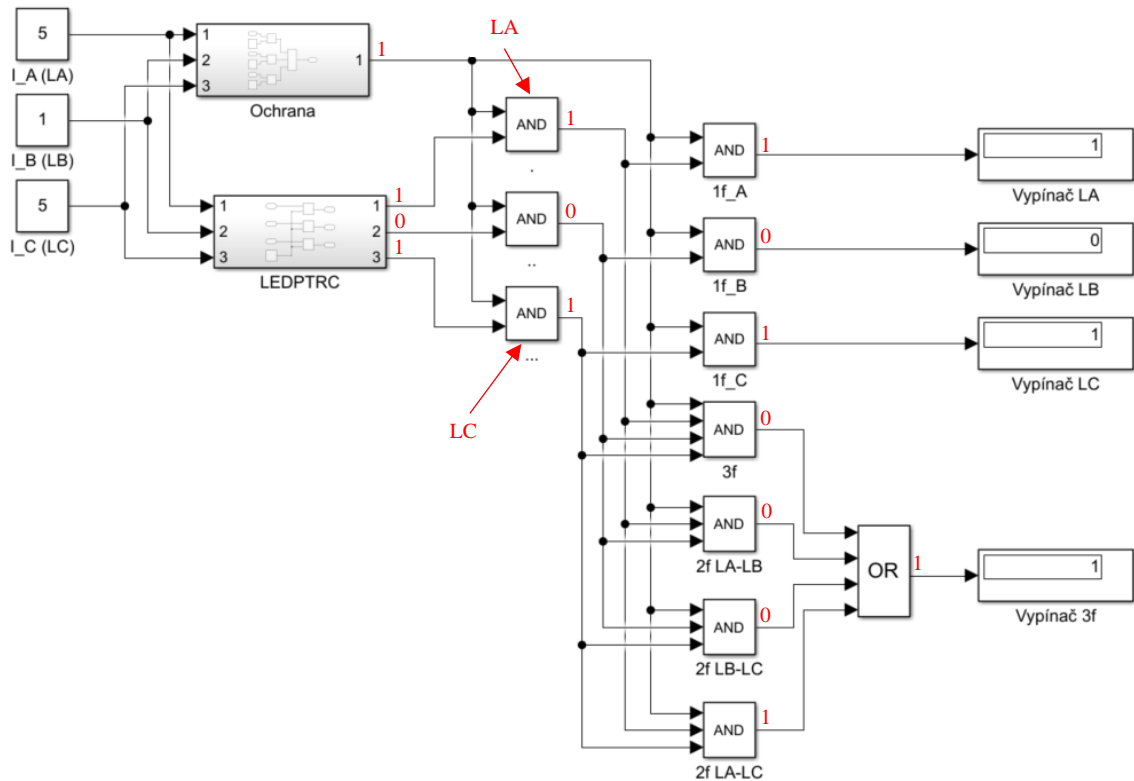 5
I_A (LA)
1
I_B (LB)
5
I_C (LC)
1
2
3
1
Ochrana
1
1
2
3
1
2
3
LEDPTRC
1
0
1
LA
AND
1
.
AND
0
..
AND
1
...
LC
AND
1
1f_A
AND
0
1f_B
AND
1
1f_C
AND
0
3f
AND
0
2f LA-LB
AND
0
2f LB-LC
AND
1
2f LA-LC
OR
1
1
Vypínač LA
0
Vypínač LB
1
Vypínač LC
1
Vypínač 3f